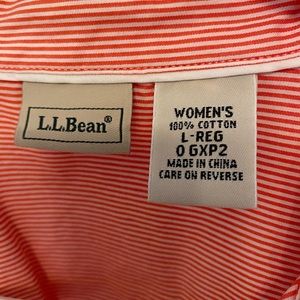 L.L.Bean®
WOMEN'S
100% COTTON
L-REG
0 GXP2
MADE IN CHINA
CARE ON REVERSE